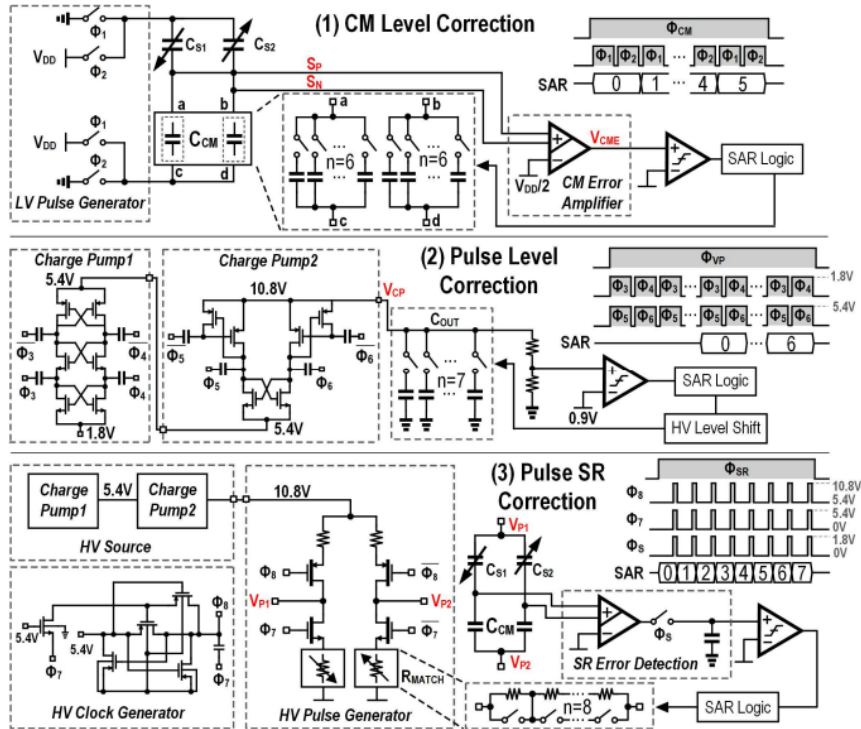 (1) CM Level Correction
Φ1
VDD
Φ2
CS1
CS2
SP
SN
a
b
CCM
c
d
VDD
Φ1
Φ2
LV Pulse Generator
a
b
n=6
n=6
c
d
VDD/2
VCME
CM Error
Amplifier
SAR Logic
ΦCM
Φ1 Φ2 Φ1 ... Φ2 Φ1 Φ2
SAR 0 1 ... 4 5
Charge Pump1
5.4V
Φ3
Φ4
Φ3
Φ4
1.8V
Charge Pump2
10.8V
Φ5
Φ6
Φ5
Φ6
5.4V
(2) Pulse Level
Correction
VCP
COUT
n=7
0.9V
SAR Logic
HV Level Shift
ΦVP
1.8V
Φ3 Φ4 Φ3 ... Φ3 Φ4 ... Φ3 Φ4
5.4V
Φ5 Φ6 Φ5 ... Φ5 Φ6 ... Φ5 Φ6
SAR 0 ... 6
(3) Pulse SR
Correction
Charge
Pump1
5.4V
Charge
Pump2
HV Source
10.8V
5.4V
Φ7
5.4V
Φ8
Φ7
HV Clock Generator
Φ8
Φ8
VP1
VP2
Φ7
Φ7
RMATCH
HV Pulse Generator
VP1
CS1
CS2
CCM
VP2
ΦS
SR Error Detection
n=8
SAR Logic
ΦSR
Φ8
10.8V
5.4V
Φ7
5.4V
0V
ΦS
1.8V
0V
SAR 0 1 2 3 4 5 6 7